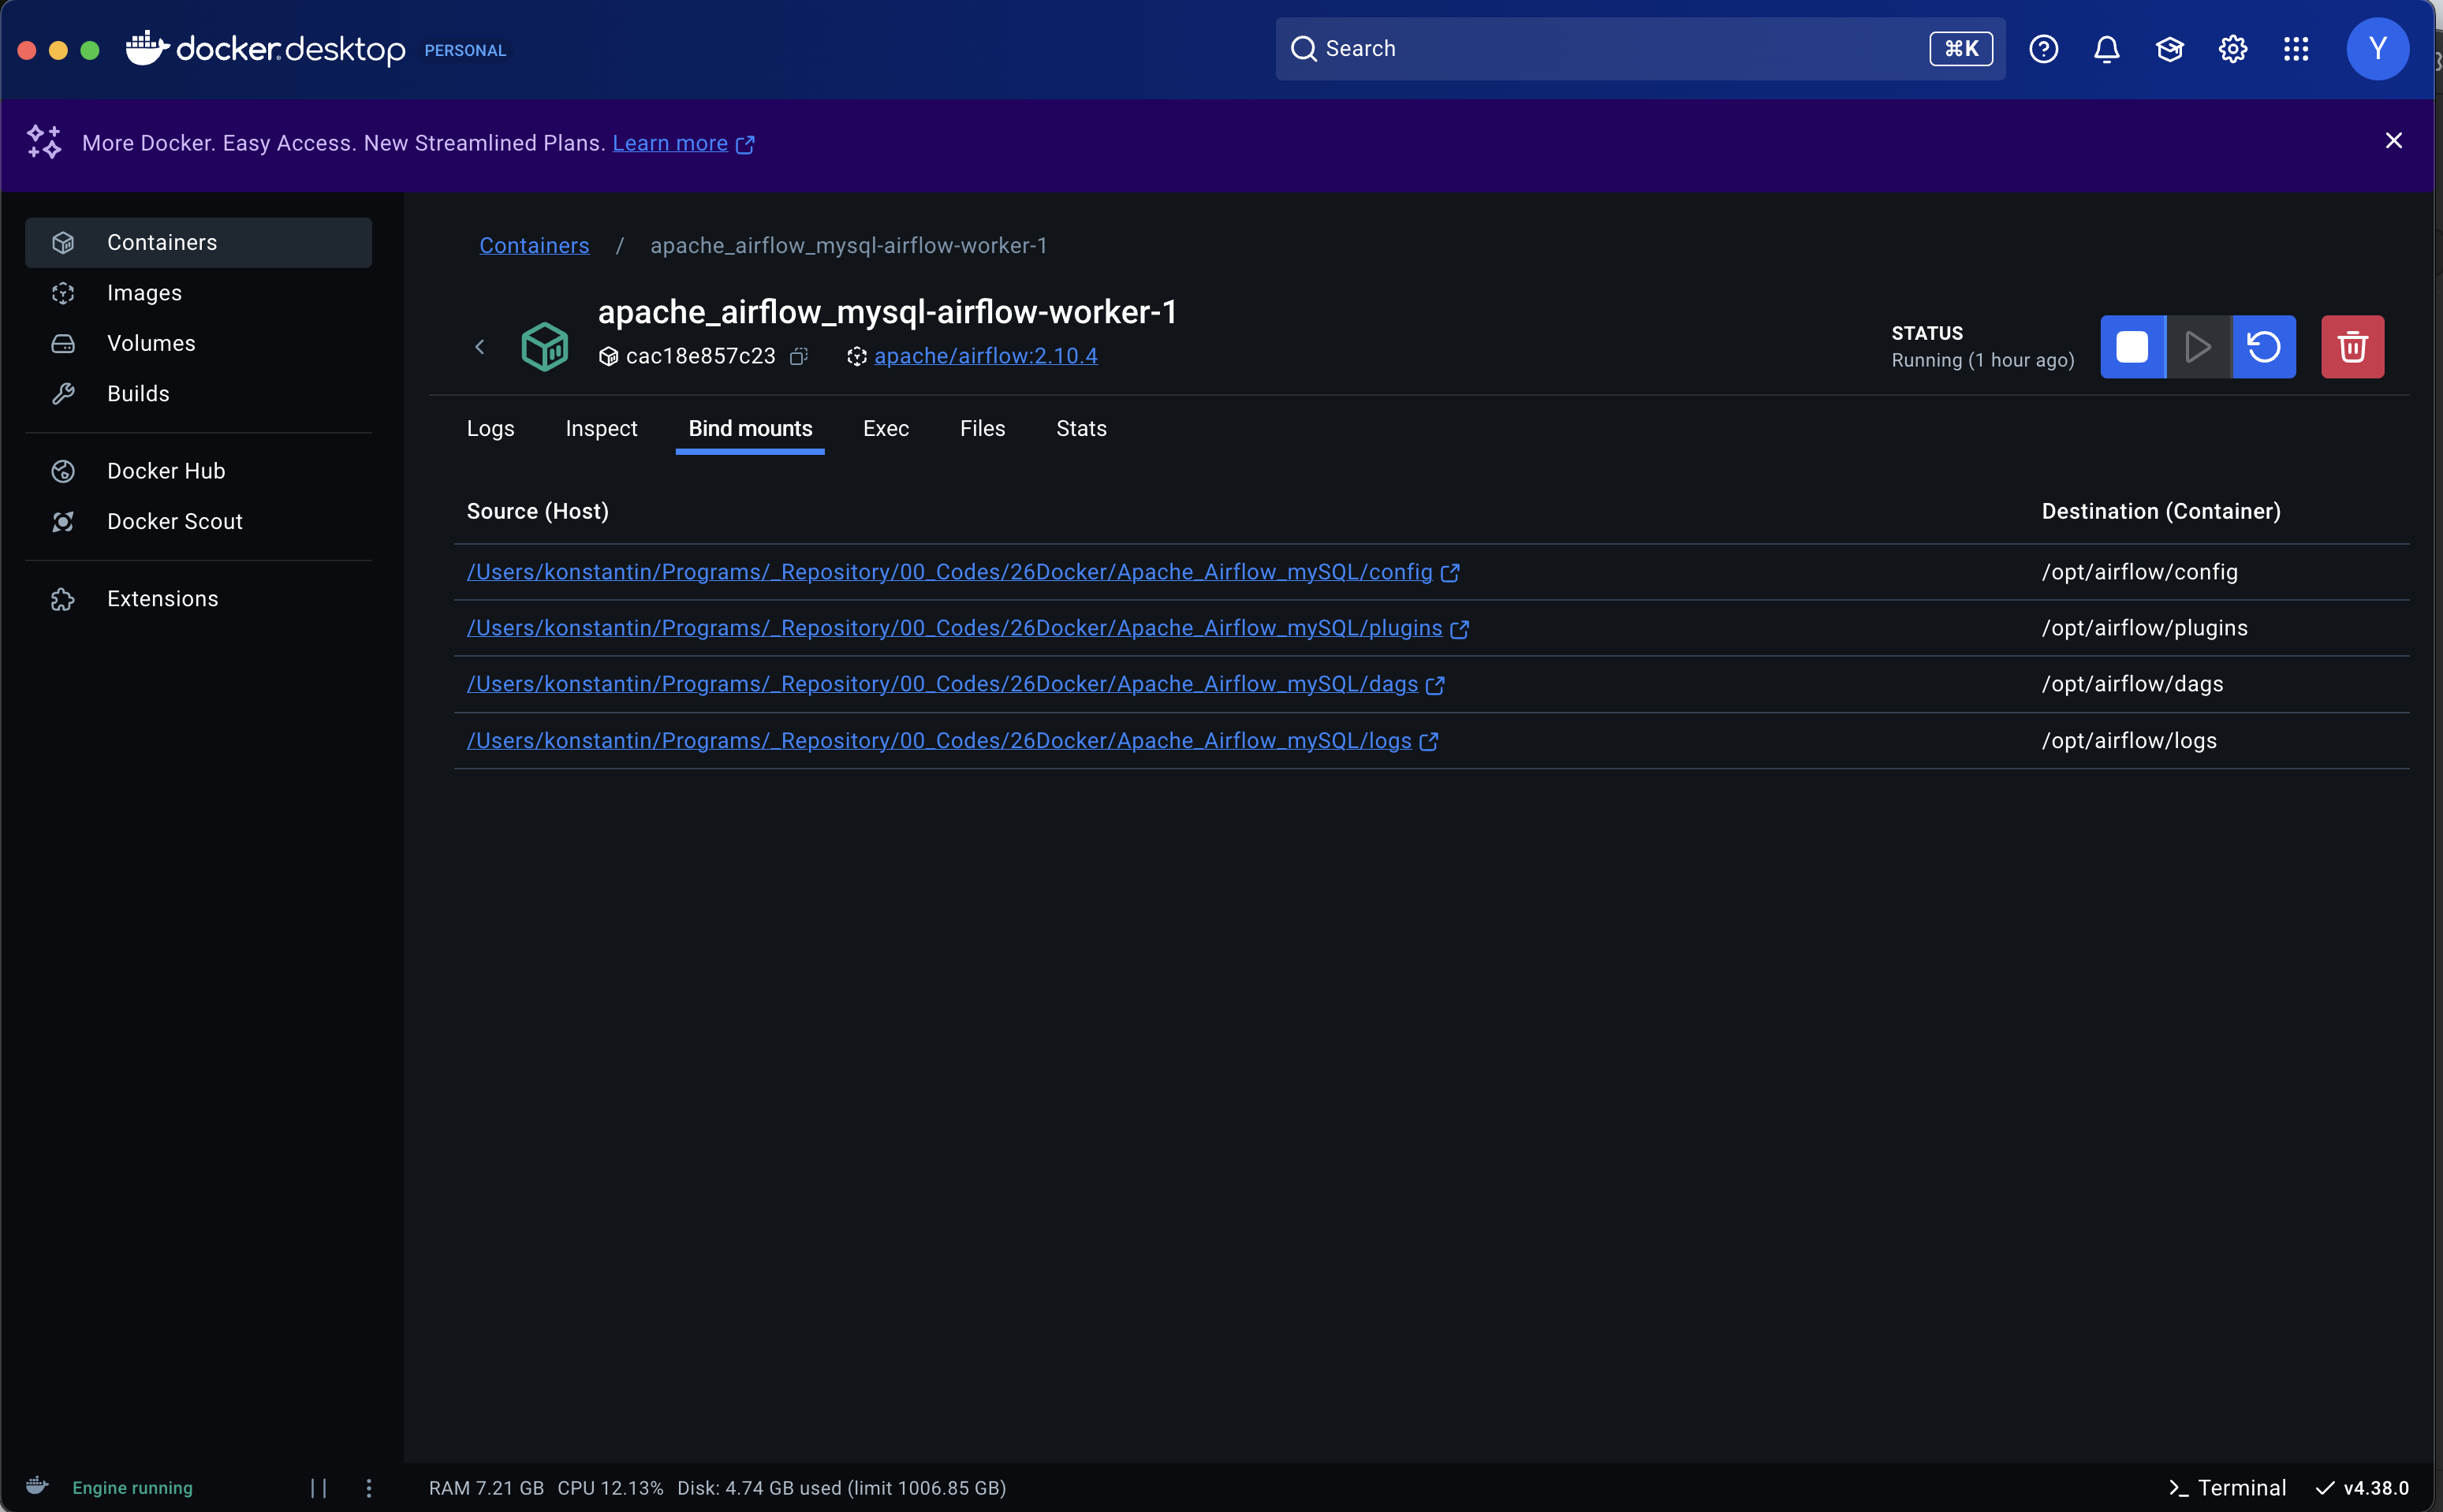 docker desktop PERSONAL
Search ⌘K
Y
More Docker. Easy Access. New Streamlined Plans. Learn more
Containers
Images
Volumes
Builds
Docker Hub
Docker Scout
Extensions
Containers / apache_airflow_mysql-airflow-worker-1
apache_airflow_mysql-airflow-worker-1
cac18e857c23 apache/airflow:2.10.4
STATUS
Running (1 hour ago)
Logs Inspect Bind mounts Exec Files Stats
Source (Host) Destination (Container)
/Users/konstantin/Programs/_Repository/00_Codes/26Docker/Apache_Airflow_mySQL/config /opt/airflow/config
/Users/konstantin/Programs/_Repository/00_Codes/26Docker/Apache_Airflow_mySQL/plugins /opt/airflow/plugins
/Users/konstantin/Programs/_Repository/00_Codes/26Docker/Apache_Airflow_mySQL/dags /opt/airflow/dags
/Users/konstantin/Programs/_Repository/00_Codes/26Docker/Apache_Airflow_mySQL/logs /opt/airflow/logs
Engine running
RAM 7.21 GB CPU 12.13% Disk: 4.74 GB used (limit 1006.85 GB)
Terminal v4.38.0